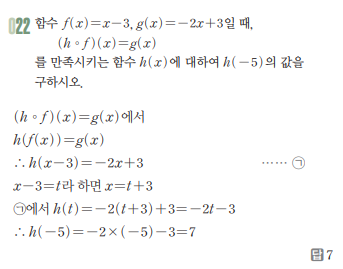 022 함수 f(x)=x-3, g(x)=-2x+3일 때,
(h∘f)(x)=g(x)
를 만족시키는 함수 h(x)에 대하여 h(-5)의 값을
구하시오.
(h∘f)(x)=g(x)에서
h(f(x))=g(x)
∴ h(x-3)=-2x+3 …… ㉠
x-3=t라 하면 x=t+3
㉠에서 h(t)=-2(t+3)+3=-2t-3
∴ h(-5)=-2×(-5)-3=7
답 7